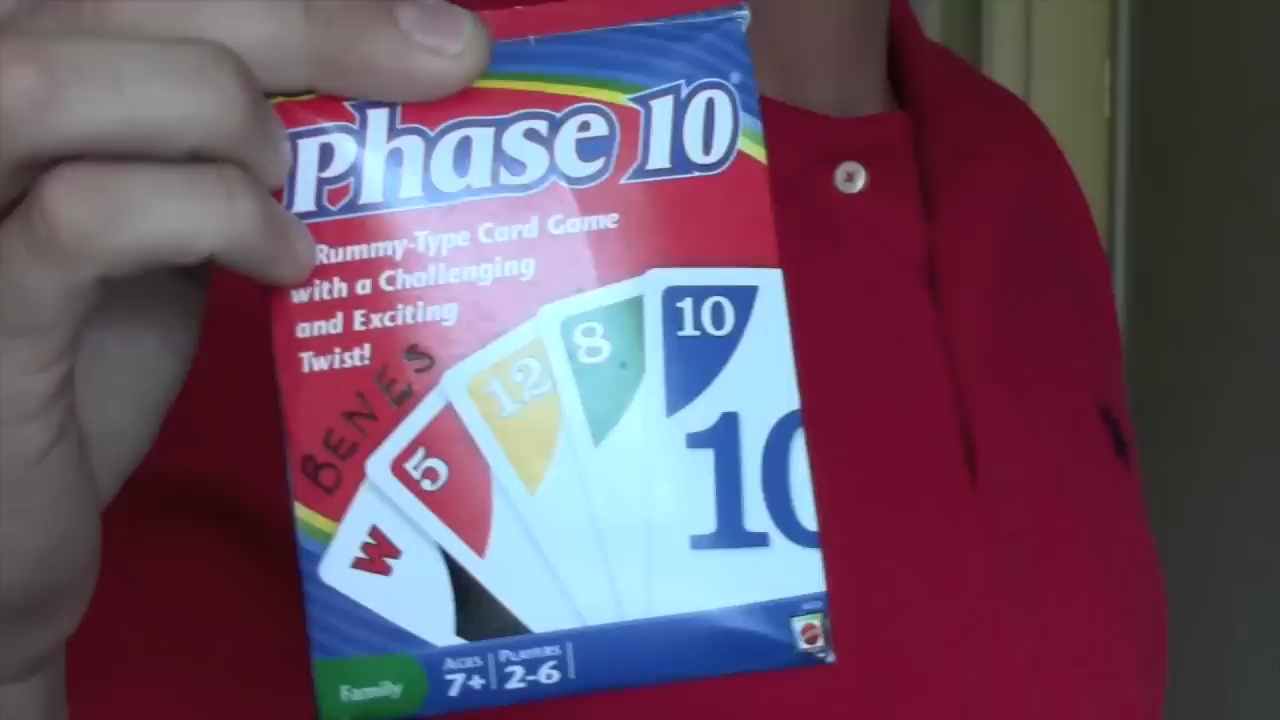 Phase 10
Rummy-Type Card Game
with a Challenging
and Exciting
Twist!
BENES
W
5
12
8
10
10
Family
AGES
7+
PLAYERS
2-6